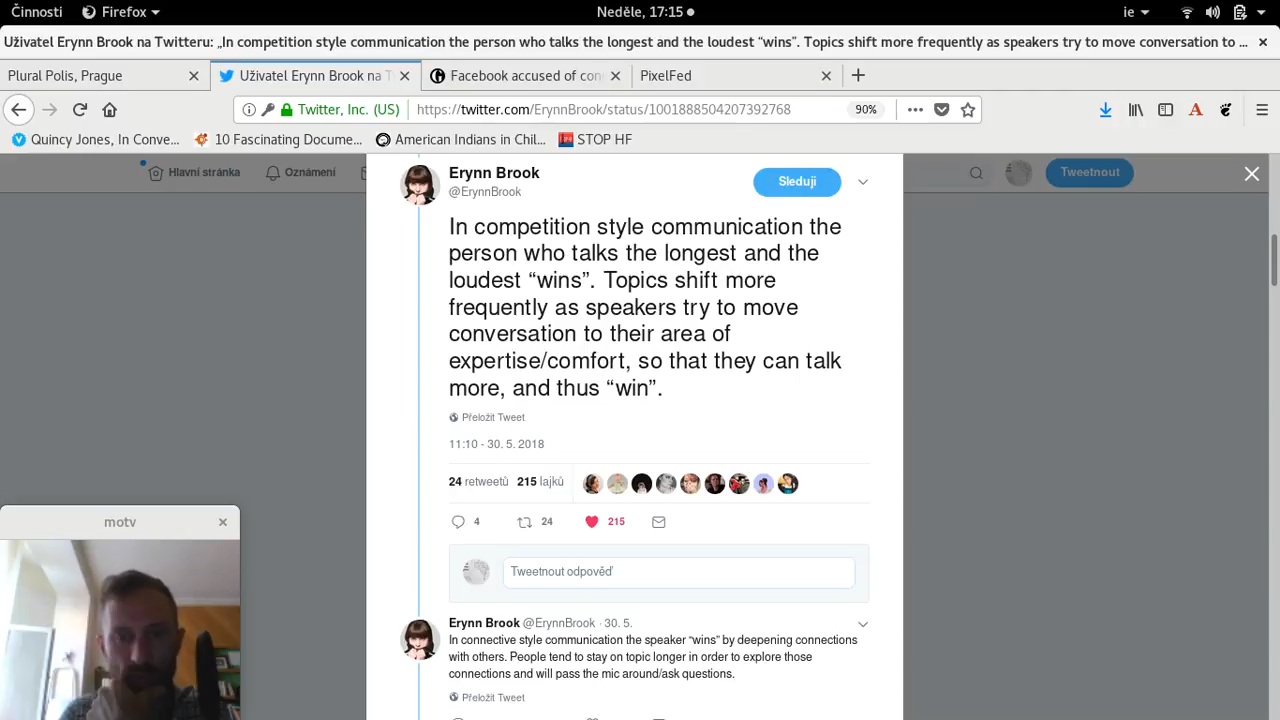 Činnosti
Firefox
Neděle, 17:15
ie
Uživatel Erynn Brook na Twitteru: „In competition style communication the person who talks the longest and the loudest “wins”. Topics shift more frequently as speakers try to move conversation to ...
Plural Polis, Prague
Uživatel Erynn Brook na T
Facebook accused of con
PixelFed
Twitter, Inc. (US)
https://twitter.com/ErynnBrook/status/1001888504207392768
90%
Quincy Jones, In Conve...
10 Fascinating Docume...
American Indians in Chil...
STOP HF
Hlavní stránka
Oznámení
Tweetnout
Erynn Brook
@ErynnBrook
Sleduji
In competition style communication the
person who talks the longest and the
loudest “wins”. Topics shift more
frequently as speakers try to move
conversation to their area of
expertise/comfort, so that they can talk
more, and thus “win”.
Přeložit Tweet
11:10 - 30. 5. 2018
24 retweetů 215 lajků
4 24 215
Tweetnout odpověď
Erynn Brook @ErynnBrook · 30. 5.
In connective style communication the speaker “wins” by deepening connections
with others. People tend to stay on topic longer in order to explore those
connections and will pass the mic around/ask questions.
Přeložit Tweet
motv